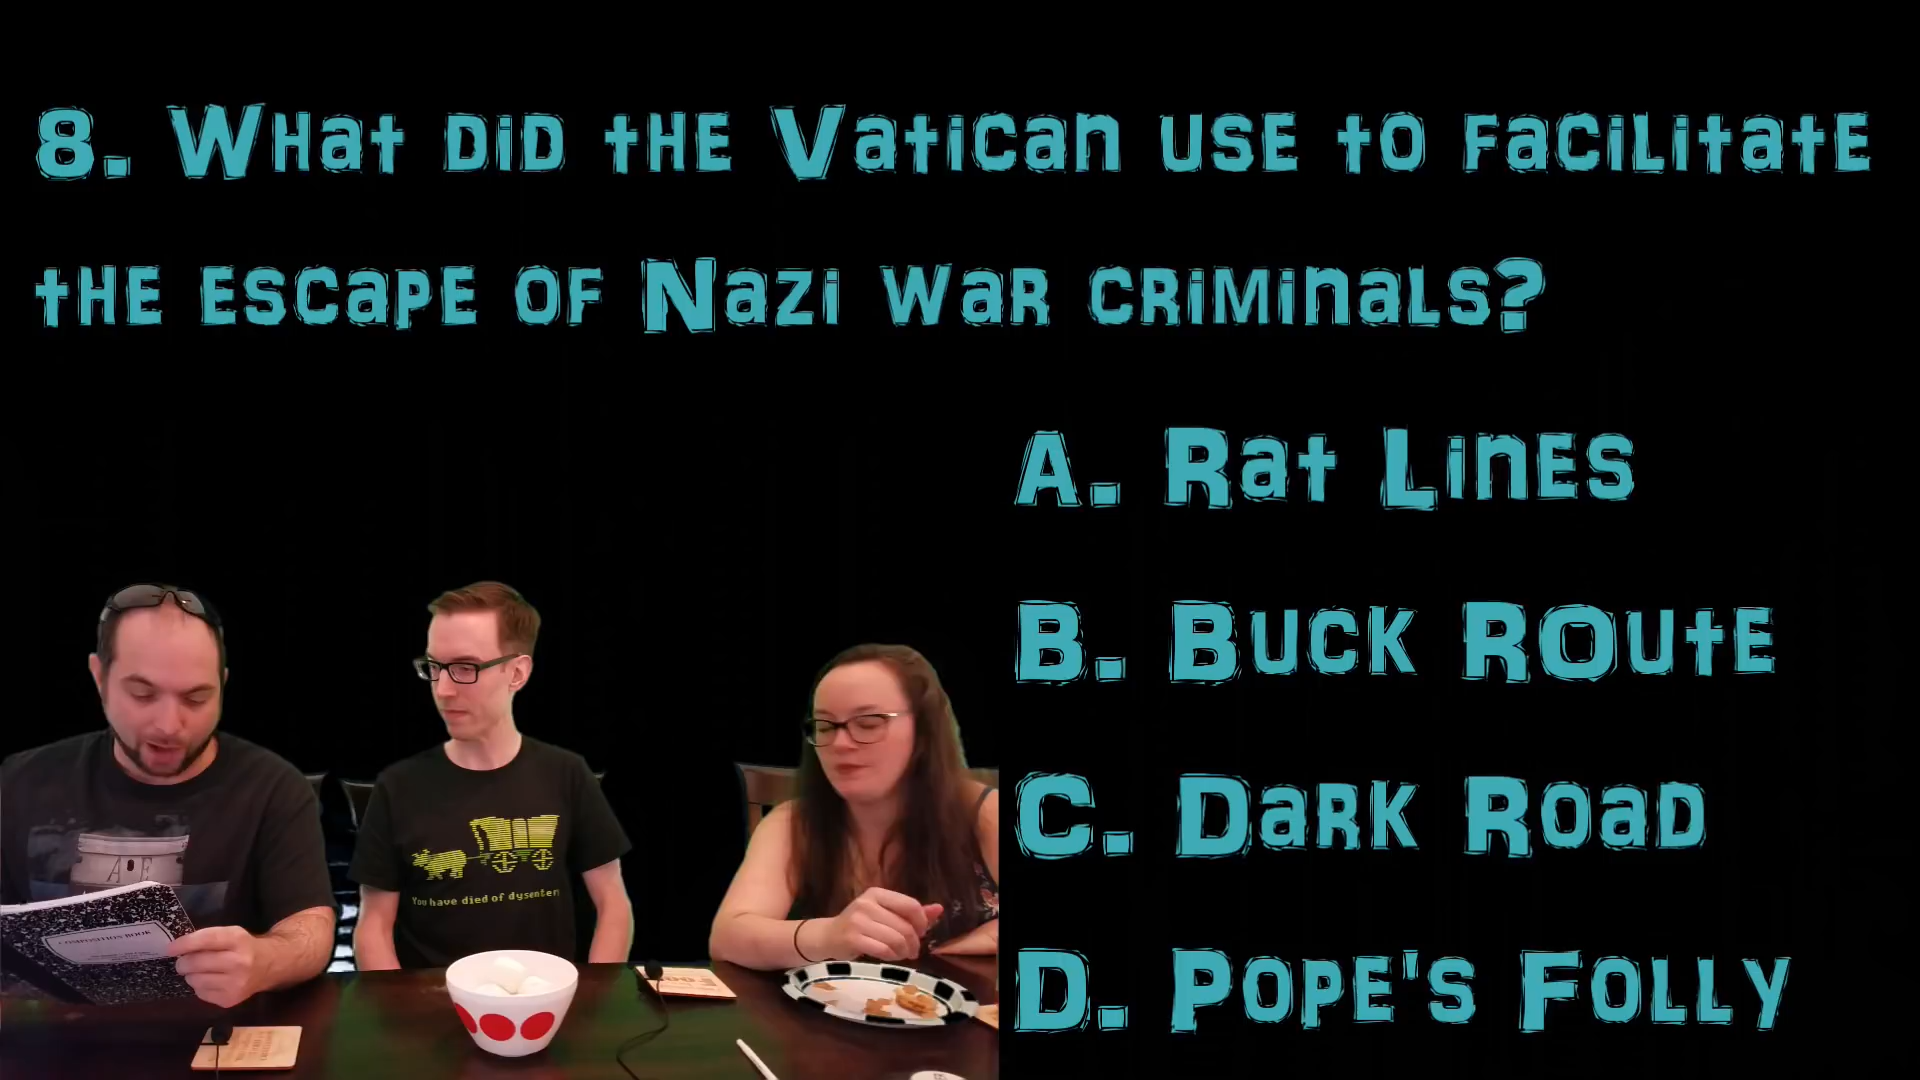 8. What did the Vatican use to facilitate
the escape of Nazi war criminals?
A. Rat Lines
B. Buck Route
C. Dark Road
D. Pope's Folly
A E
You have died of dysenter
COMPOSITION BOOK